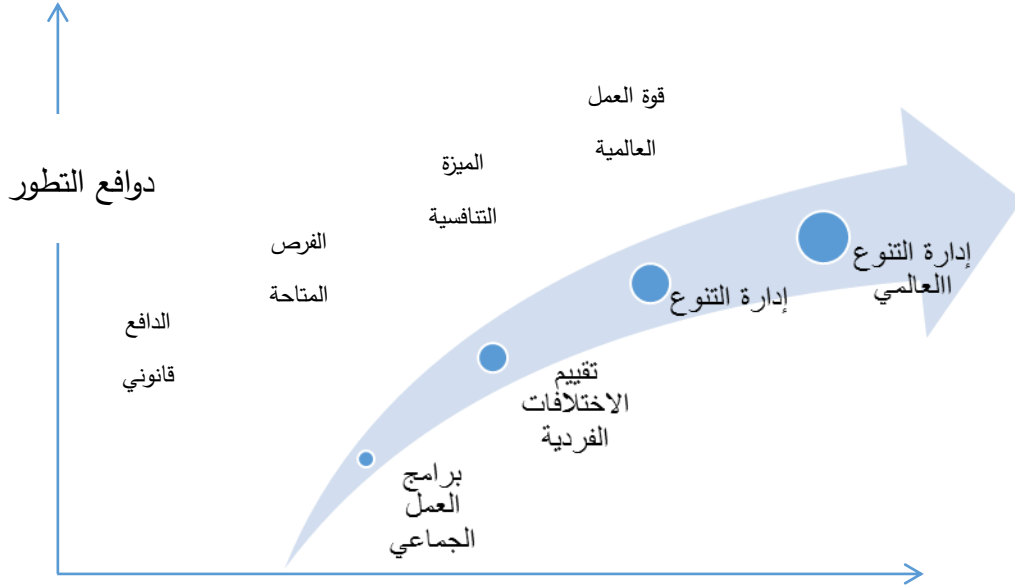 قوة العمل
العالمية
الميزة
التنافسية
دوافع التطور
الفرص
المتاحة
الدافع
قانوني
إدارة التنوع
االعالمي
إدارة التنوع
تقييم
الاختلافات
الفردية
برامج
العمل
الجماعي